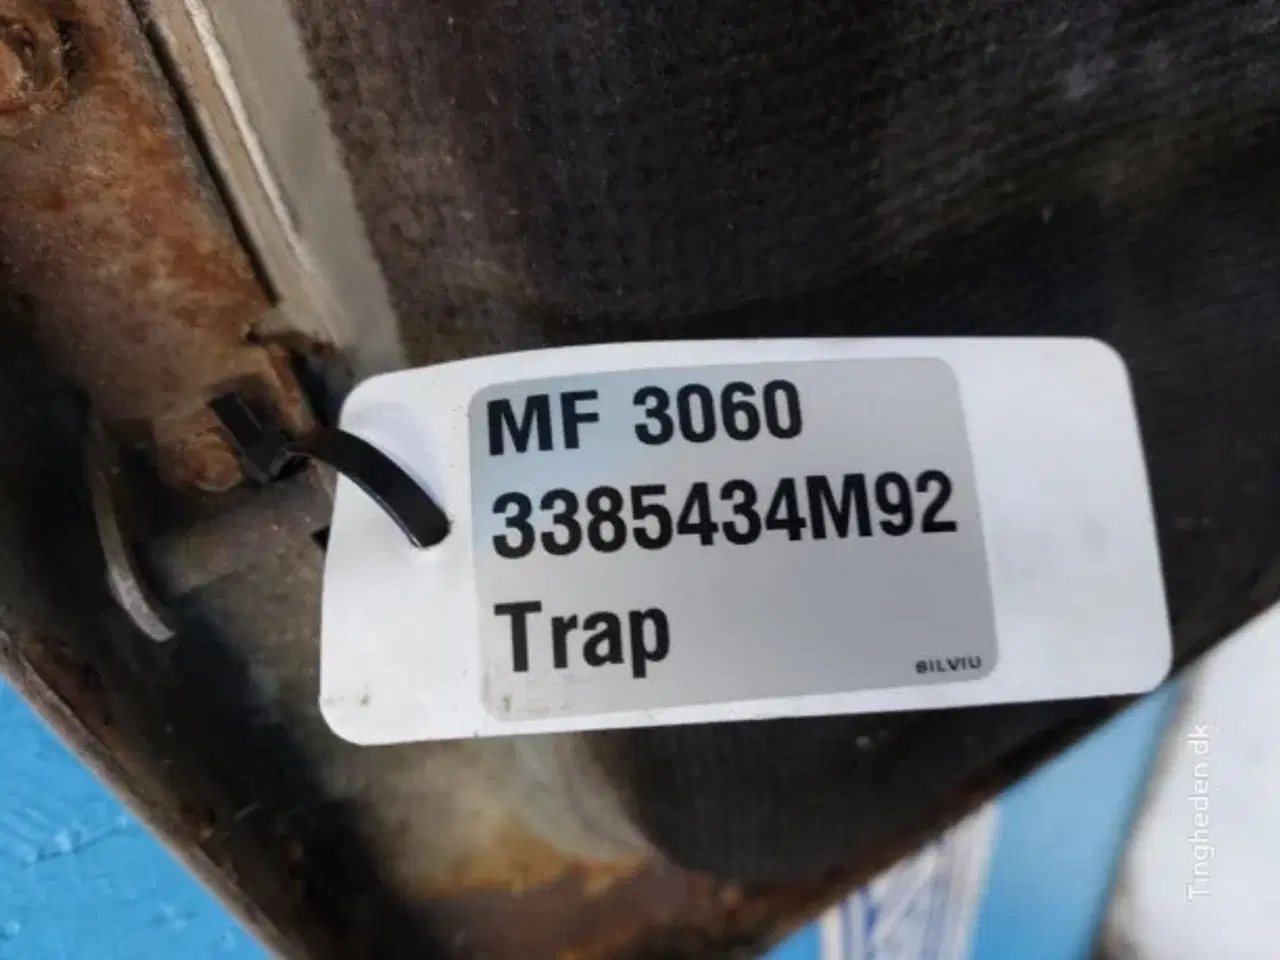 MF 3060
3385434M92
Trap
SILVIU
Tingheden.dk